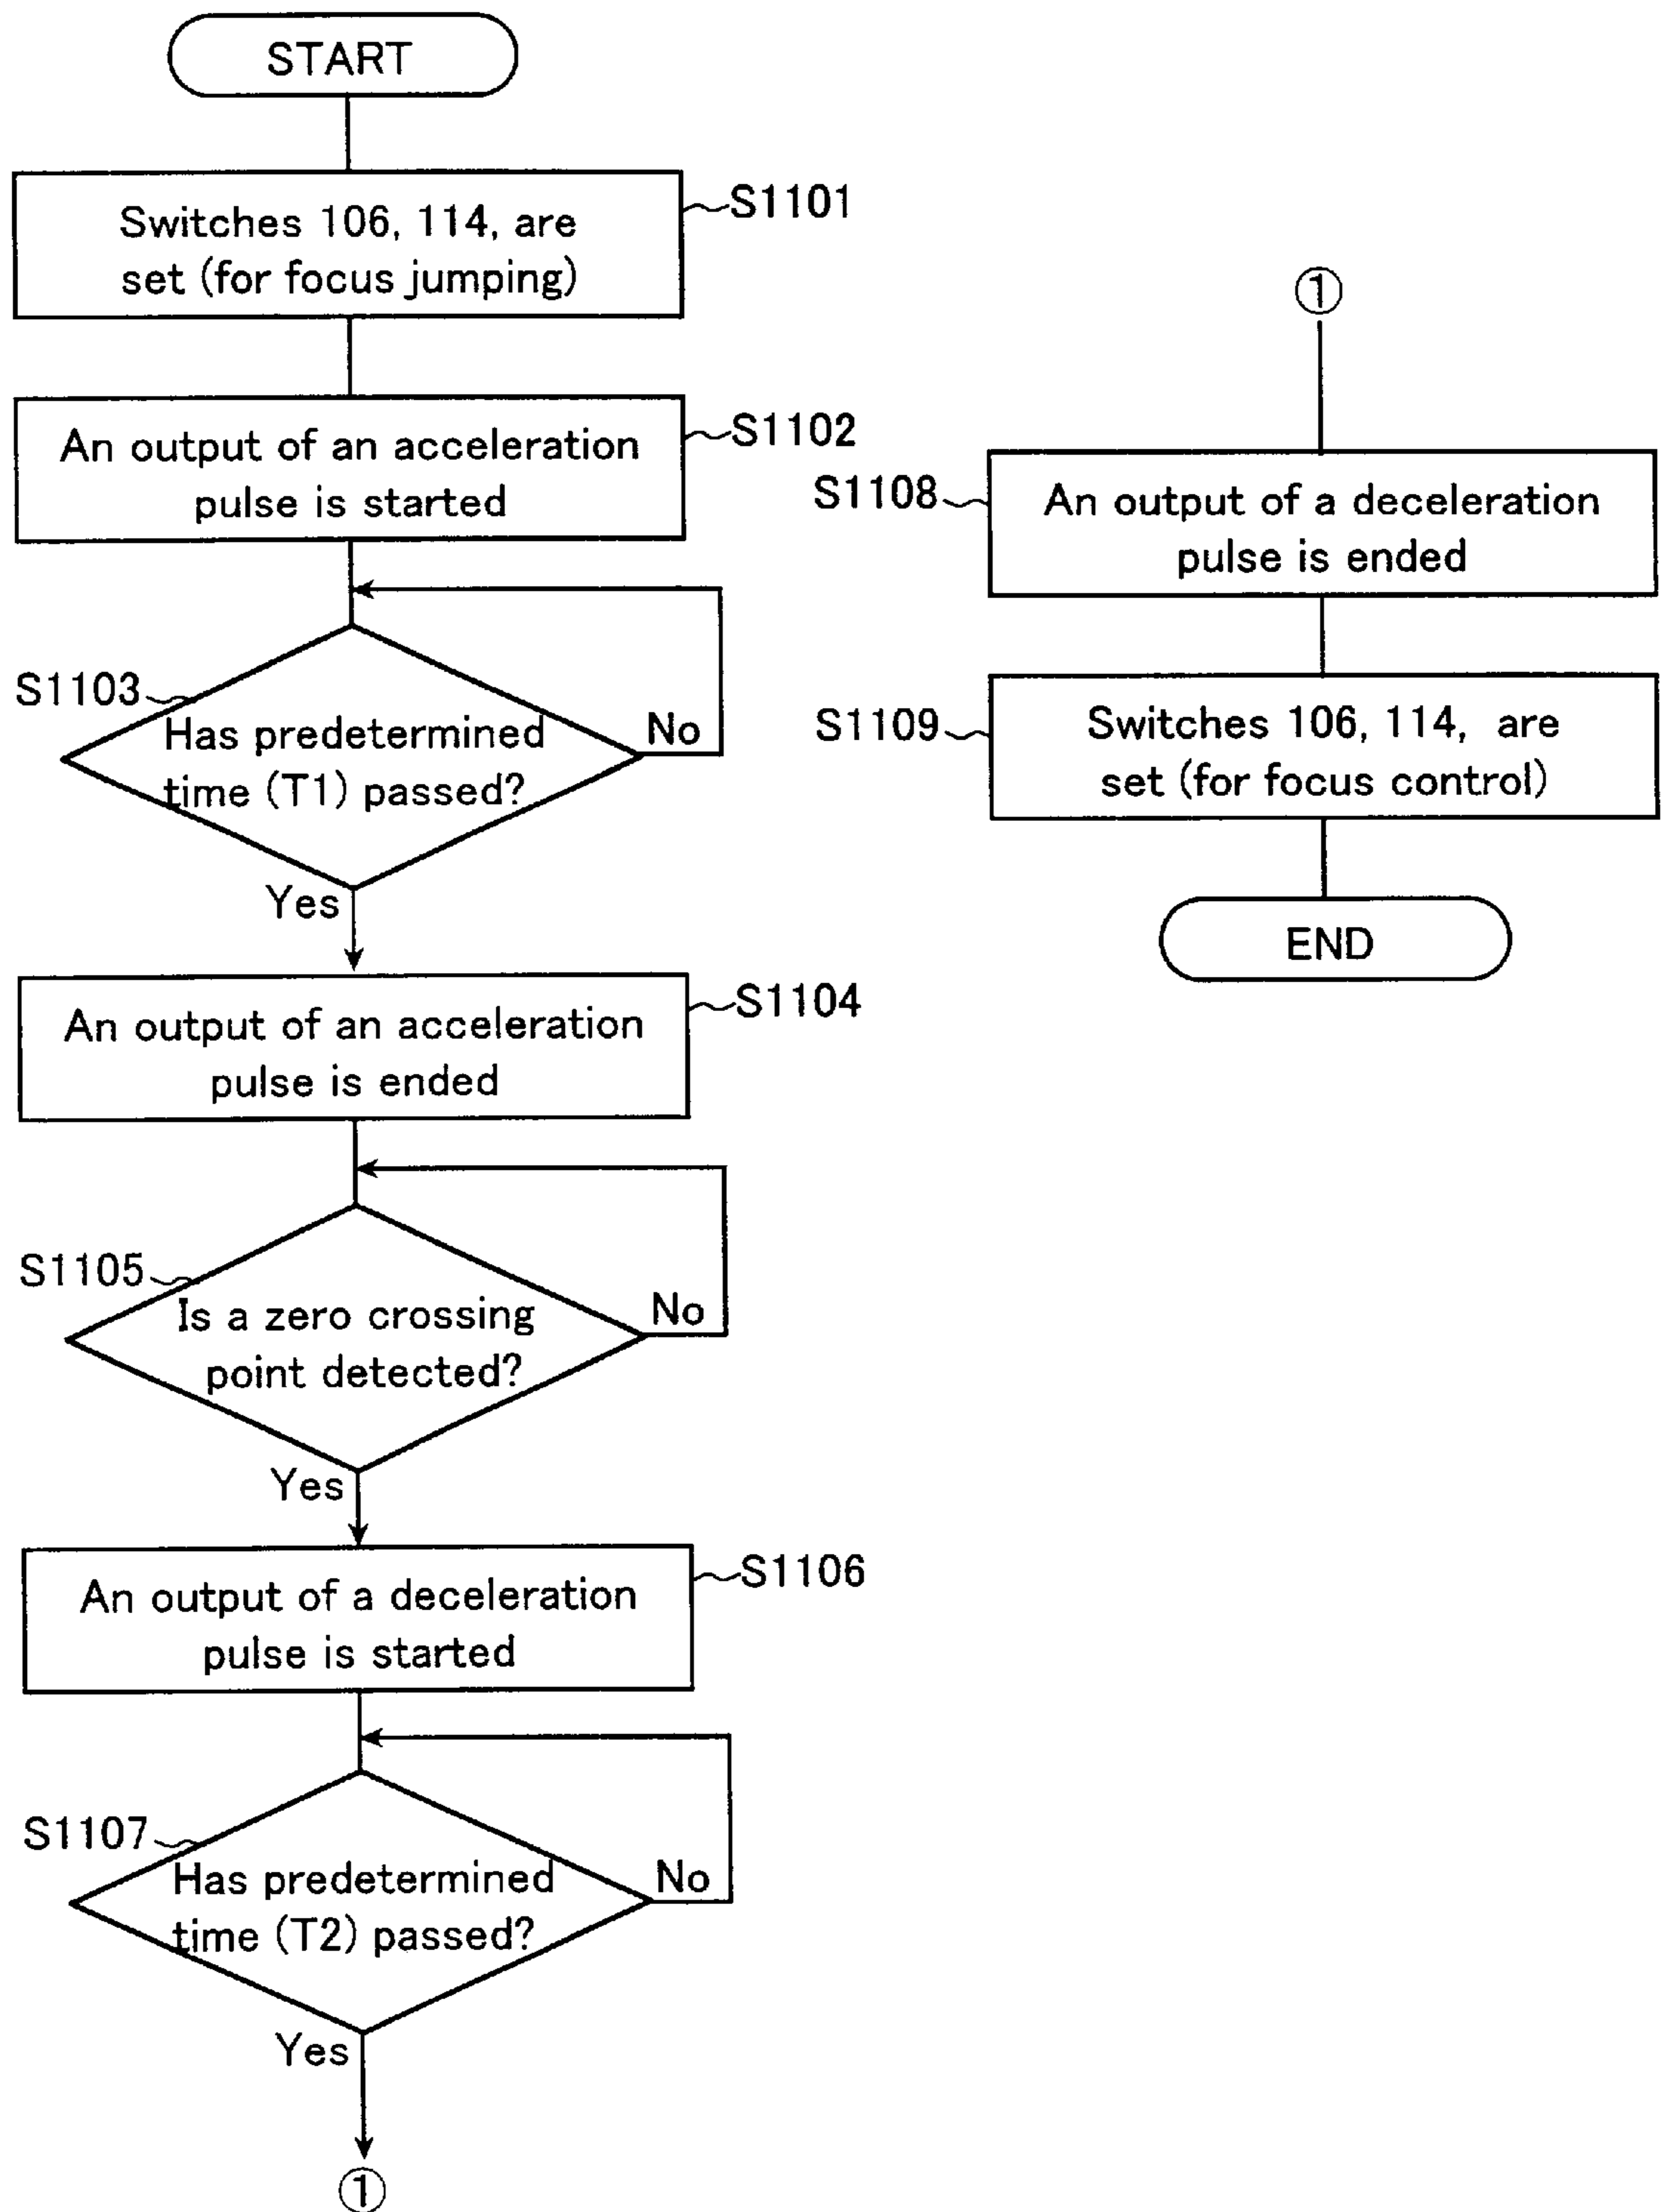 START
S1101
Switches 106, 114, are
set (for focus jumping)
S1102
An output of an acceleration
pulse is started
S1103
Has predetermined
time (T1) passed?
No
Yes
S1104
An output of an acceleration
pulse is ended
S1105
Is a zero crossing
point detected?
No
Yes
S1106
An output of a deceleration
pulse is started
S1107
Has predetermined
time (T2) passed?
No
Yes
①
①
S1108
An output of a deceleration
pulse is ended
S1109
Switches 106, 114, are
set (for focus control)
END